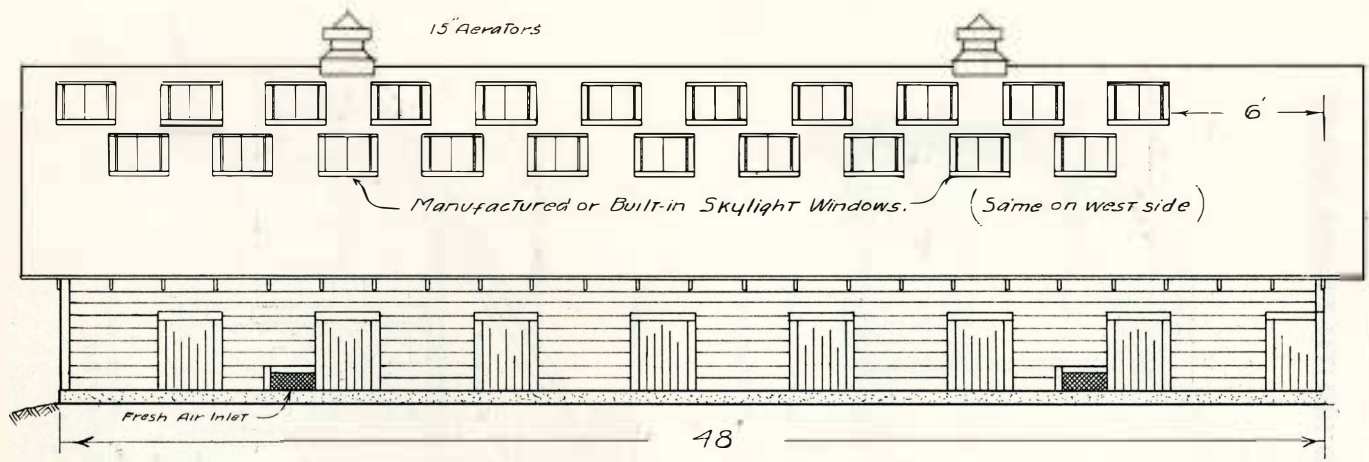 15" Aerators
6'
Manufactured or Built-in Skylight Windows. (Same on west side)
Fresh Air Inlet
48'